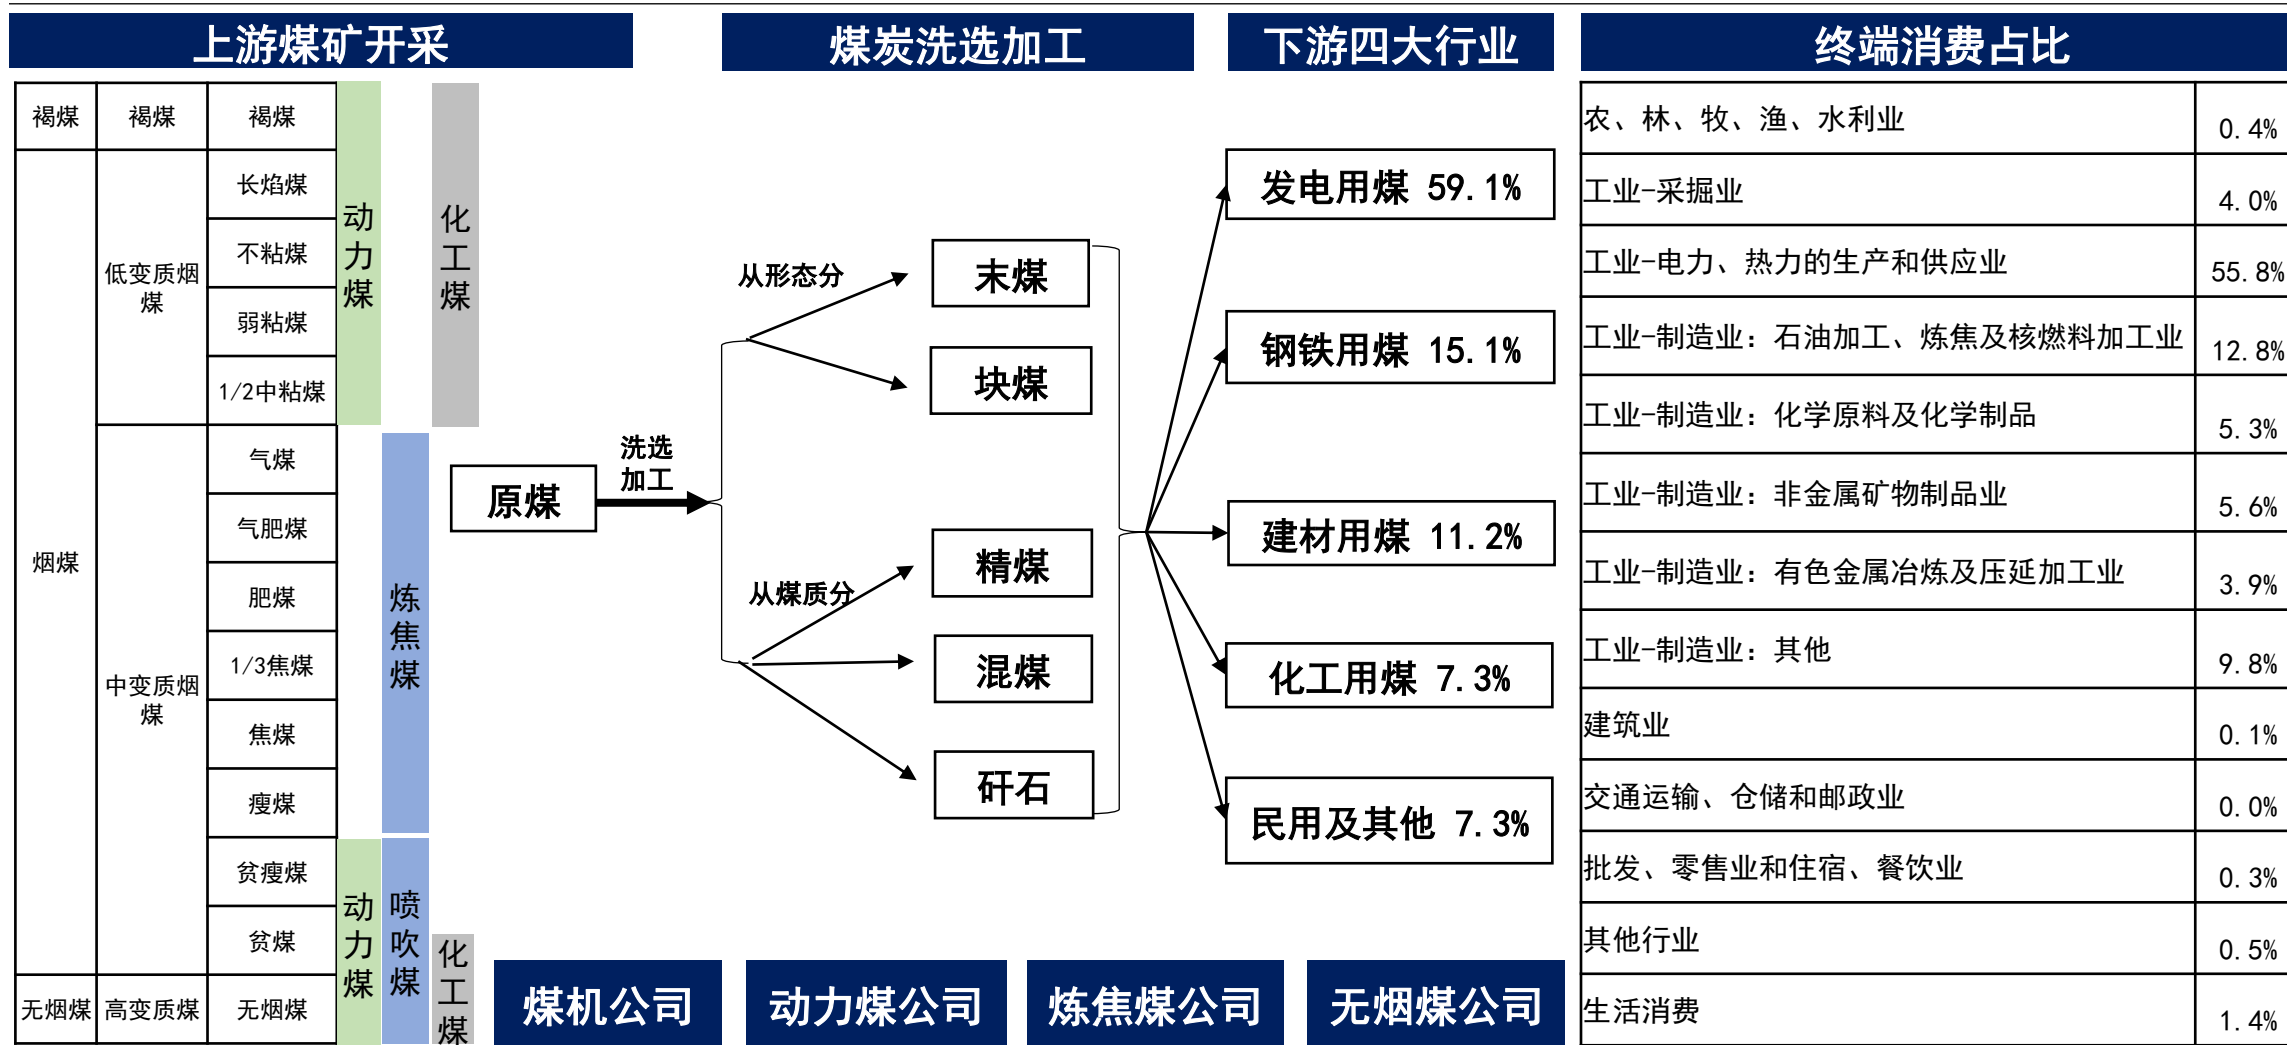 上游煤矿开采
煤炭洗选加工
下游四大行业
终端消费占比
褐煤
褐煤
褐煤
烟煤
低变质烟
煤
长焰煤
不粘煤
弱粘煤
1/2中粘煤
中变质烟
煤
气煤
气肥煤
肥煤
1/3焦煤
焦煤
瘦煤
贫瘦煤
贫煤
无烟煤
高变质煤
无烟煤
动
力
煤
化
工
煤
炼
焦
煤
动
力
煤
喷
吹
煤
化
工
煤
原煤
洗选
加工
从形态分
末煤
块煤
从煤质分
精煤
混煤
矸石
发电用煤 59.1%
钢铁用煤 15.1%
建材用煤 11.2%
化工用煤 7.3%
民用及其他 7.3%
煤机公司
动力煤公司
炼焦煤公司
无烟煤公司
农、林、牧、渔、水利业 0.4%
工业-采掘业 4.0%
工业-电力、热力的生产和供应业 55.8%
工业-制造业：石油加工、炼焦及核燃料加工业 12.8%
工业-制造业：化学原料及化学制品 5.3%
工业-制造业：非金属矿物制品业 5.6%
工业-制造业：有色金属冶炼及压延加工业 3.9%
工业-制造业：其他 9.8%
建筑业 0.1%
交通运输、仓储和邮政业 0.0%
批发、零售业和住宿、餐饮业 0.3%
其他行业 0.5%
生活消费 1.4%